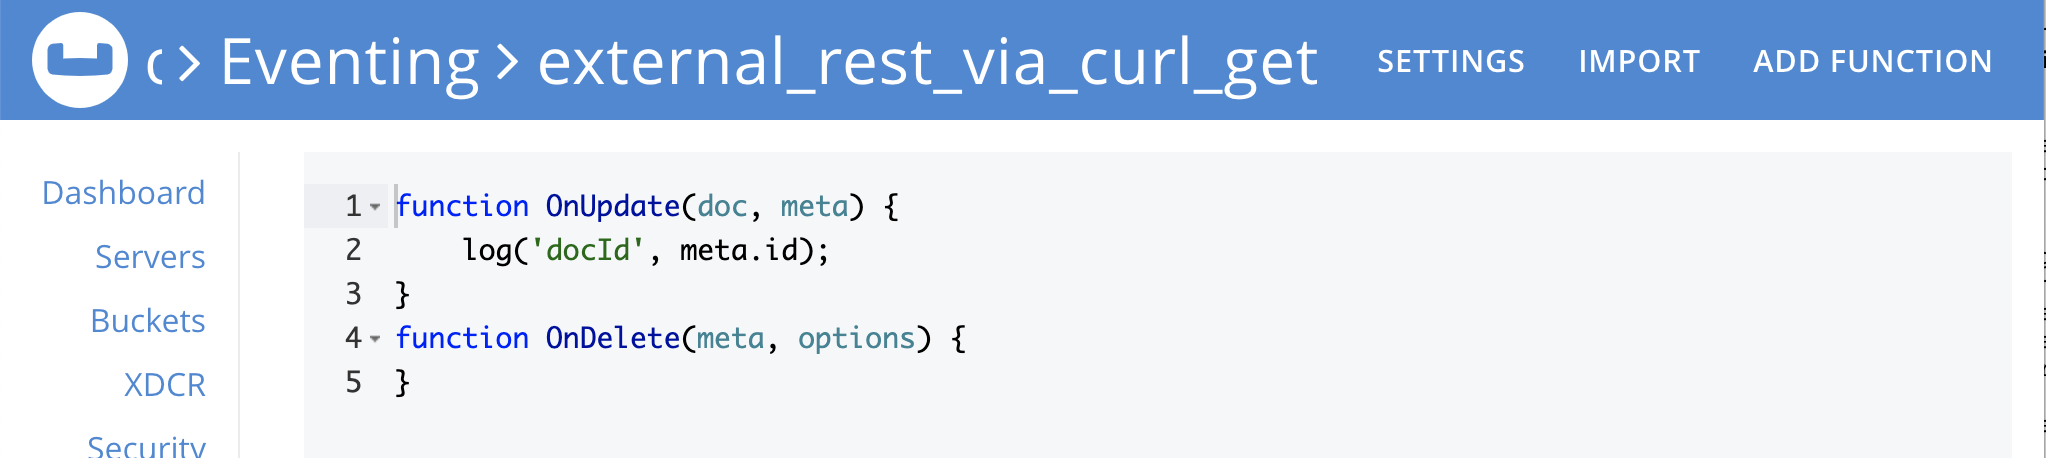 > Eventing > external_rest_via_curl_get SETTINGS IMPORT ADD FUNCTION
Dashboard
Servers
Buckets
XDCR
Security
1 function OnUpdate(doc, meta) {
2     log('docId', meta.id);
3 }
4 function OnDelete(meta, options) {
5 }